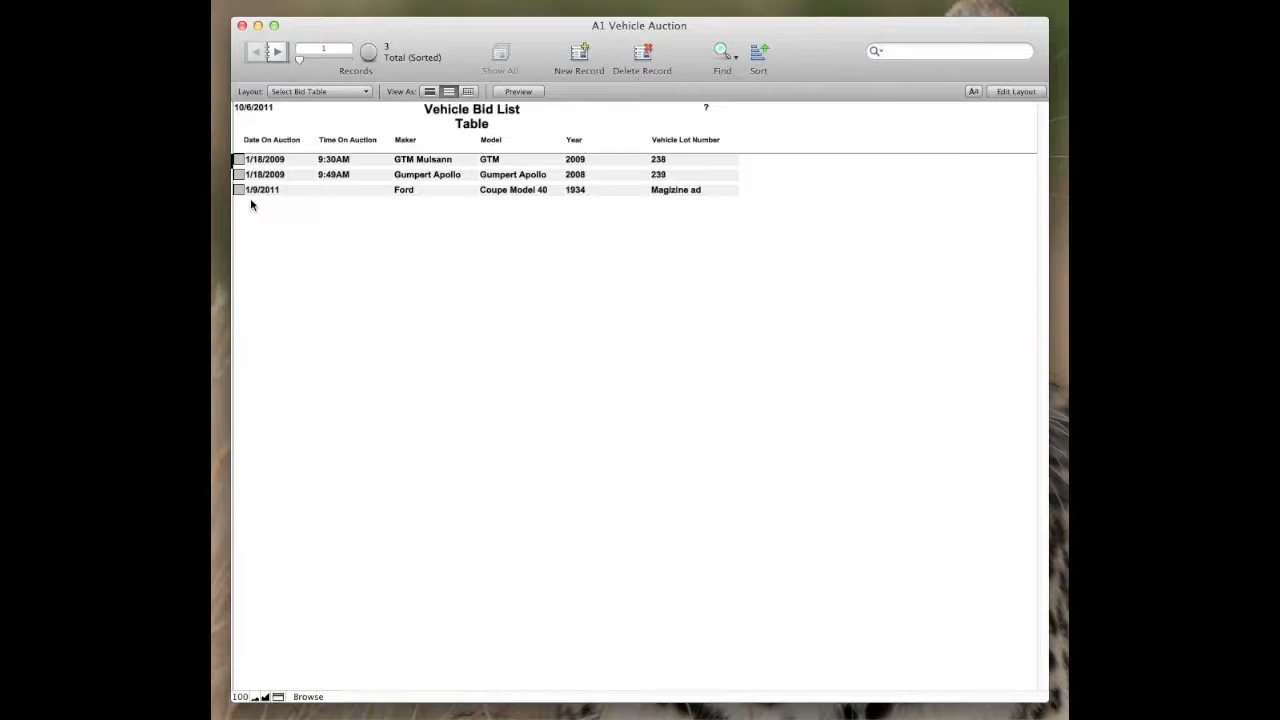 A1 Vehicle Auction
1
3
Total (Sorted)
Records
Show All
New Record
Delete Record
Find
Sort
Layout: Select Bid Table
View As:
Preview
Aa
Edit Layout
10/6/2011
Vehicle Bid List
Table
?
Date On Auction Time On Auction Maker Model Year Vehicle Lot Number
1/18/2009 9:30AM GTM Mulsann GTM 2009 238
1/18/2009 9:49AM Gumpert Apollo Gumpert Apollo 2008 239
1/9/2011 Ford Coupe Model 40 1934 Magizine ad
100 Browse